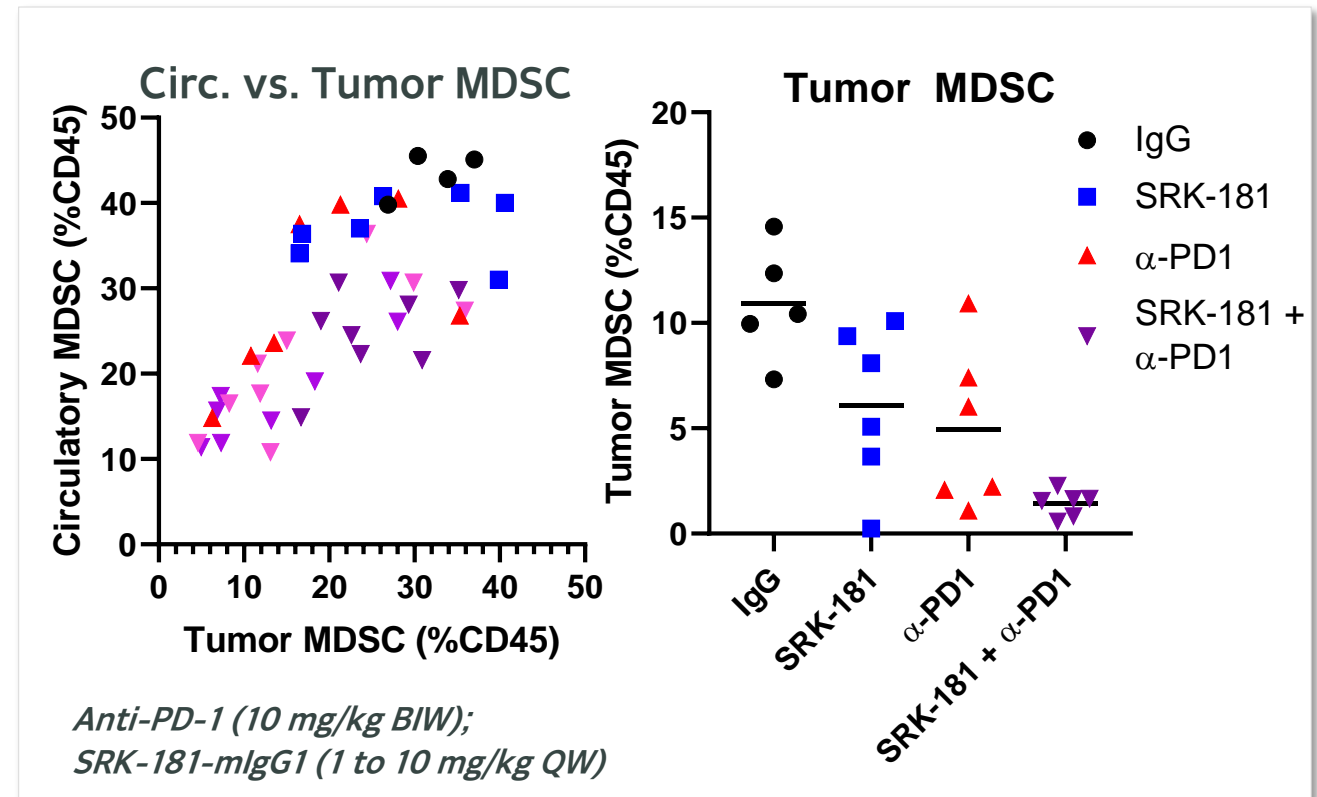 Circ. vs. Tumor MDSC
Circulatory MDSC (%CD45)
50
40
30
20
10
0
0 10 20 30 40 50
Tumor MDSC (%CD45)
Tumor MDSC
Tumor MDSC (%CD45)
20
15
10
5
0
IgG
SRK-181
α-PD1
SRK-181 + α-PD1
IgG
SRK-181
α-PD1
SRK-181 +
α-PD1
Anti-PD-1 (10 mg/kg BIW);
SRK-181-mIgG1 (1 to 10 mg/kg QW)